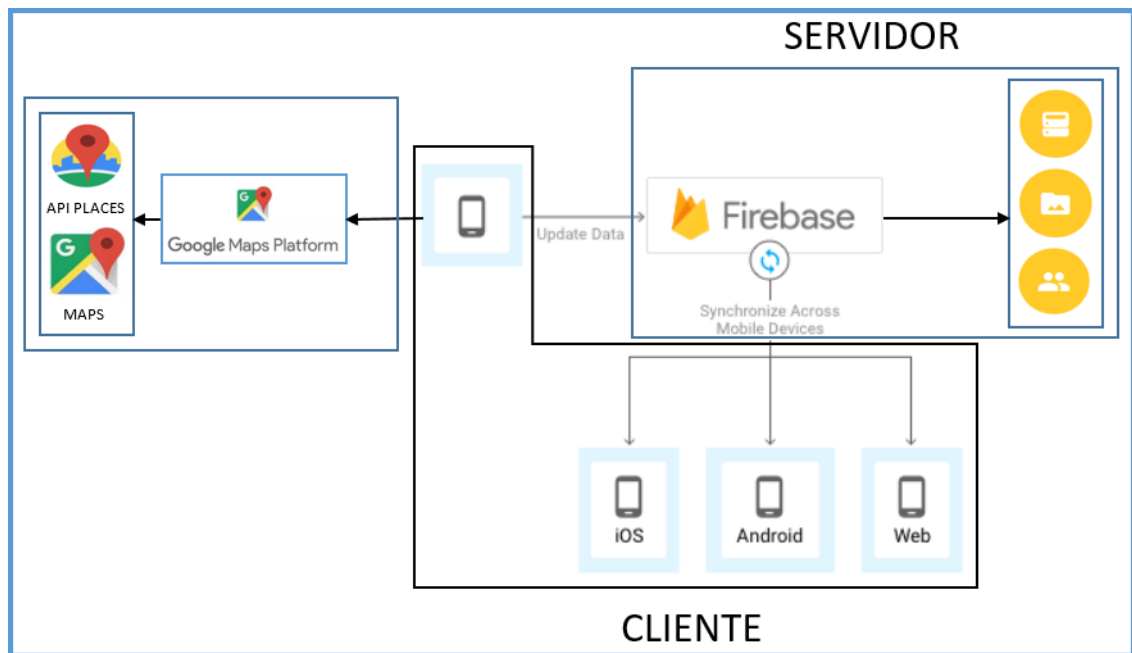 SERVIDOR
API PLACES
MAPS
Google Maps Platform
Update Data
Firebase
Synchronize Across
Mobile Devices
iOS
Android
Web
CLIENTE